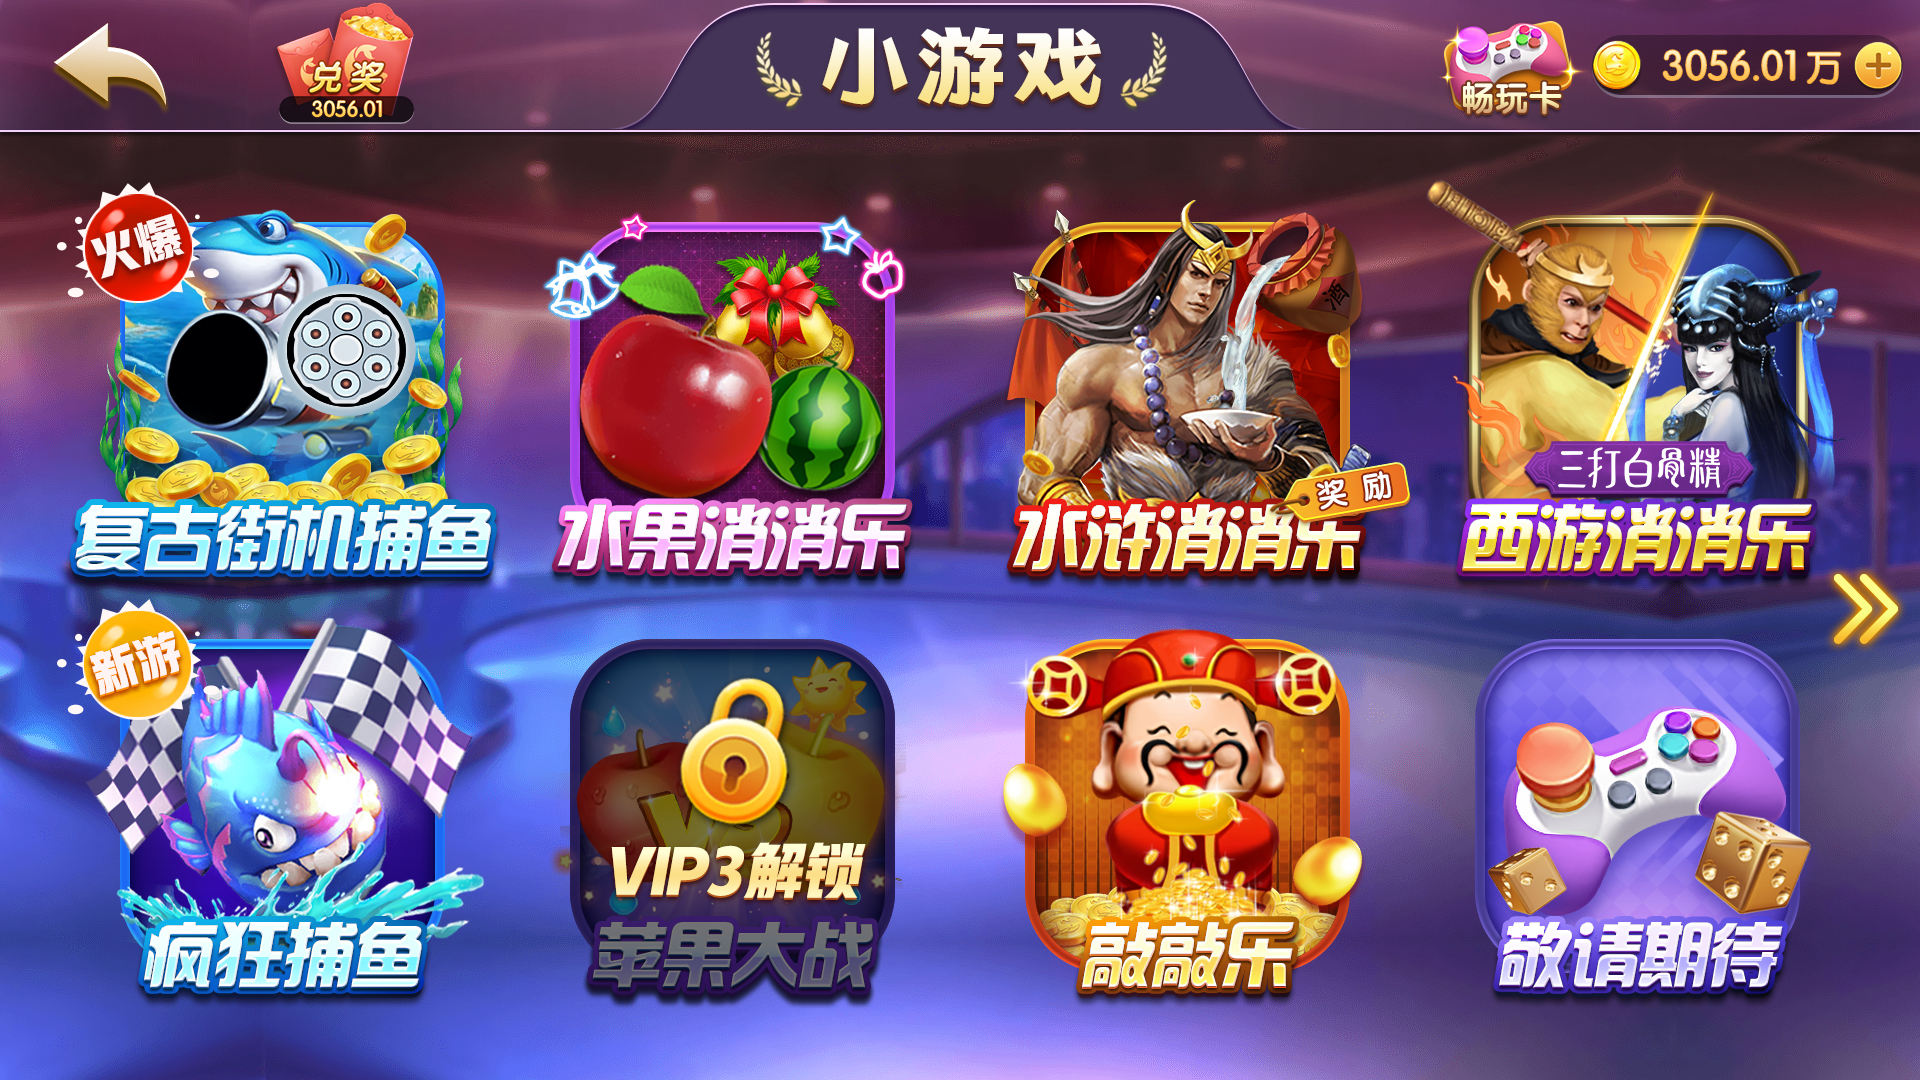 小游戏
兑奖
3056.01
畅玩卡
3056.01万
火爆
复古街机捕鱼
水果消消乐
酒
奖励
水浒消消乐
三打白骨精
西游消消乐
新游
疯狂捕鱼
VS
VIP3解锁
苹果大战
敲敲乐
敬请期待